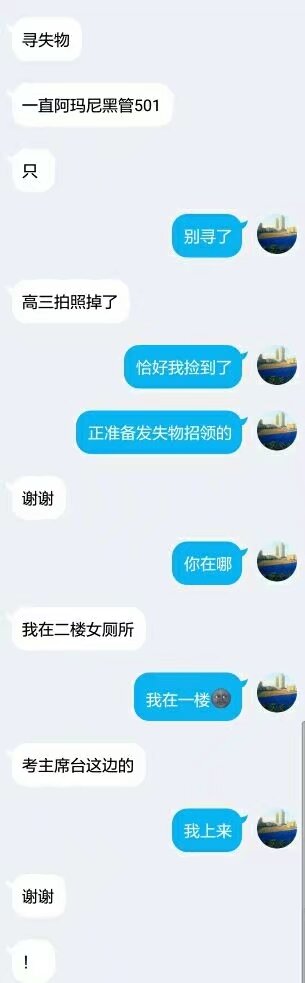 寻失物
一直阿玛尼黑管501
只
别寻了
高三拍照掉了
恰好我捡到了
正准备发失物招领的
谢谢
你在哪
我在二楼女厕所
我在一楼🌚
考主席台这边的
我上来
谢谢
！